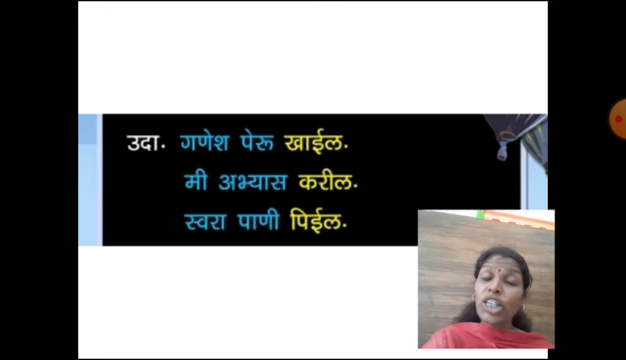 उदा. गणेश पेरू खाईल.
मी अभ्यास करील.
स्वरा पाणी पिईल.